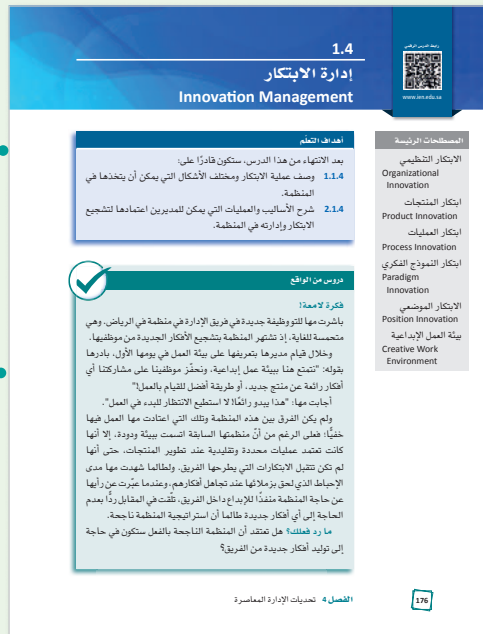 1.4
إدارة الابتكار
Innovation Management
رابط الدرس الرقمي
www.ien.edu.sa
أهداف التعلّم
بعد الانتهاء من هذا الدرس، ستكون قادرًا على:
1.1.4 وصف عملية الابتكار ومختلف الأشكال التي يمكن أن يتخذها في
المنظمة.
2.1.4 شرح الأساليب والعمليات التي يمكن للمديرين اعتمادها لتشجيع
الابتكار وإدارته في المنظمة.
المصطلحات الرئيسة
الابتكار التنظيمي
Organizational
Innovation
ابتكار المنتجات
Product Innovation
ابتكار العمليات
Process Innovation
ابتكار النموذج الفكري
Paradigm
Innovation
الابتكار الموضعي
Position Innovation
بيئة العمل الإبداعية
Creative Work
Environment
دروس من الواقع
فكرة لامعة!
باشرت مها للتو وظيفة جديدة في فريق الإدارة في منظمة في الرياض، وهي
متحمسة للغاية، إذ تشتهر المنظمة بتشجيع الأفكار الجديدة من موظفيها.
وخلال قيام مديرها بتعريفها على بيئة العمل في يومها الأول، بادرها
بقوله: "نتمتع هنا ببيئة عمل إبداعية، ونحفّز موظفينا على مشاركتنا أي
أفكار رائعة عن منتج جديد، أو طريقة أفضل للقيام بالعمل!"
أجابت مها: "هذا يبدو رائعًا! لا استطيع الانتظار للبدء في العمل".
ولم يكن الفرق بين هذه المنظمة وتلك التي اعتادت مها العمل فيها
خفيًّا؛ فعلى الرغم من أنّ منظمتها السابقة اتسمت ببيئة ودودة، إلا أنها
كانت تعتمد عمليات محددة وتقليدية عند تطوير المنتجات، حتى أنها
لم تكن تتقبل الابتكارات التي يطرحها الفريق. ولطالما شهدت مها مدى
الإحباط الذي لحق بزملائها عند تجاهل أفكارهم، وعندما عبّرت عن رأيها
عن حاجة المنظمة منفذًا للإبداع داخل الفريق، تلّقت في المقابل ردًّا بعدم
الحاجة إلى أي أفكار جديدة طالما أن استراتيجية المنظمة ناجحة.
ما رد فعلك؟ هل تعتقد أن المنظمة الناجحة بالفعل ستكون في حاجة
إلى توليد أفكار جديدة من الفريق؟
الفصل 4 تحديات الإدارة المعاصرة
176